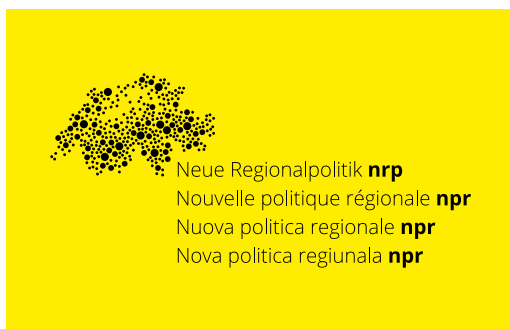 Neue Regionalpolitik nrp
Nouvelle politique régionale npr
Nuova politica regionale npr
Nova politica regiunala npr